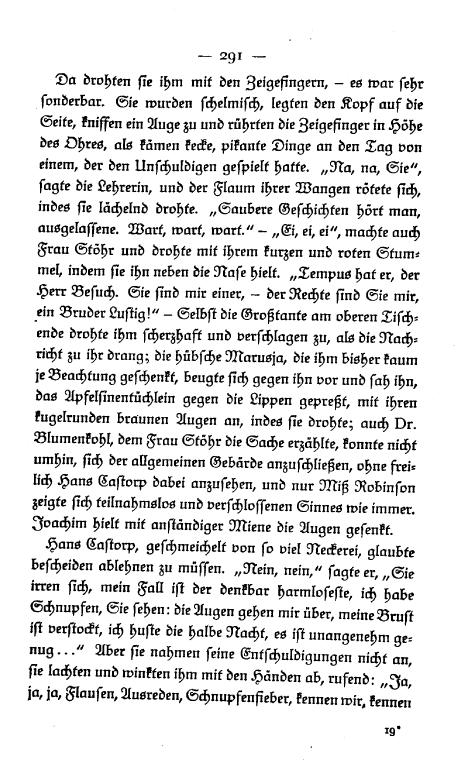 — 291 —
Da drohten sie ihm mit den Zeigefingern, – es war sehr
sonderbar. Sie wurden schelmisch, legten den Kopf auf die
Seite, kniffen ein Auge zu und rührten die Zeigefinger in Höhe
des Ohres, als kämen kecke, pikante Dinge an den Tag von
einem, der den Unschuldigen gespielt hatte. „Na, na, Sie“,
sagte die Lehrerin, und der Flaum ihrer Wangen rötete sich,
indes sie lächelnd drohte. „Saubere Geschichten hört man,
ausgelassene. Wart, wart, wart.“ – „Ei, ei, ei“, machte auch
Frau Stöhr und drohte mit ihrem kurzen und roten Stum-
mel, indem sie ihn neben die Nase hielt. „Tempus hat er, der
Herr Besuch. Sie sind mir einer, – der Rechte sind Sie mir,
ein Bruder Lustig!“ – Selbst die Großtante am oberen Tisch-
ende drohte ihm scherzhaft und verschlagen zu, als die Nach-
richt zu ihr drang; die hübsche Marusja, die ihm bisher kaum
je Beachtung geschenkt, beugte sich gegen ihn vor und sah ihn,
das Apfelsinentüchlein gegen die Lippen gepreßt, mit ihren
kugelrunden braunen Augen an, indes sie drohte; auch Dr.
Blumenkohl, dem Frau Stöhr die Sache erzählte, konnte nicht
umhin, sich der allgemeinen Gebärde anzuschließen, ohne frei-
lich Hans Castorp dabei anzusehen, und nur Miß Robinson
zeigte sich teilnahmslos und verschlossenen Sinnes wie immer.
Joachim hielt mit anständiger Miene die Augen gesenkt.
Hans Castorp, geschmeichelt von so viel Neckerei, glaubte
bescheiden ablehnen zu müssen. „Nein, nein,“ sagte er, „Sie
irren sich, mein Fall ist der denkbar harmloseste, ich habe
Schnupfen, Sie sehen: die Augen gehen mir über, meine Brust
ist verstockt, ich huste die halbe Nacht, es ist unangenehm ge-
nug ...“ Aber sie nahmen seine Entschuldigungen nicht an,
sie lachten und winkten ihm mit den Händen ab, rufend: „Ja,
ja, ja, Flausen, Ausreden, Schnupfenfieber, kennen wir, kennen
19*